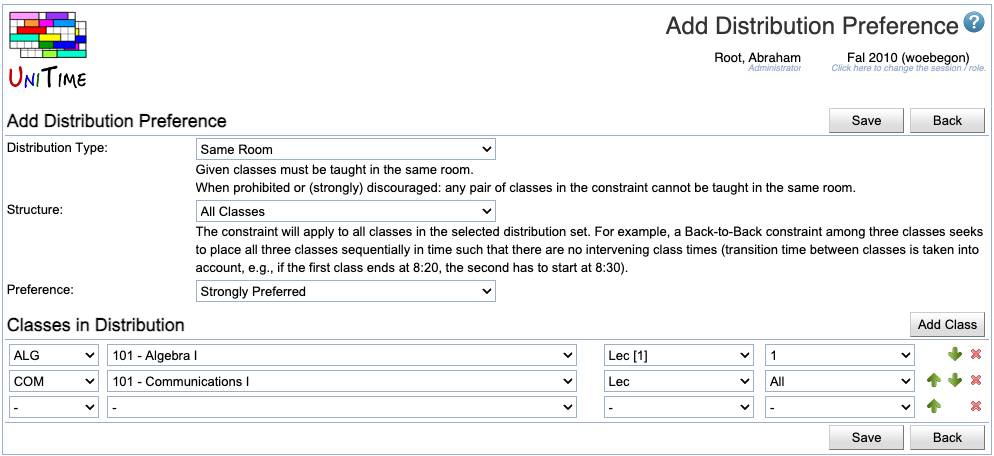 UNITIME
Add Distribution Preference ?
Root, Abraham Fal 2010 (woebegon)
Administrator Click here to change the session / role.
Add Distribution Preference Save Back
Distribution Type: Same Room
Given classes must be taught in the same room.
When prohibited or (strongly) discouraged: any pair of classes in the constraint cannot be taught in the same room.
Structure: All Classes
The constraint will apply to all classes in the selected distribution set. For example, a Back-to-Back constraint among three classes seeks
to place all three classes sequentially in time such that there are no intervening class times (transition time between classes is taken into
account, e.g., if the first class ends at 8:20, the second has to start at 8:30).
Preference: Strongly Preferred
Classes in Distribution Add Class
ALG 101 - Algebra I Lec [1] 1
COM 101 - Communications I Lec All
- - - -
Save Back